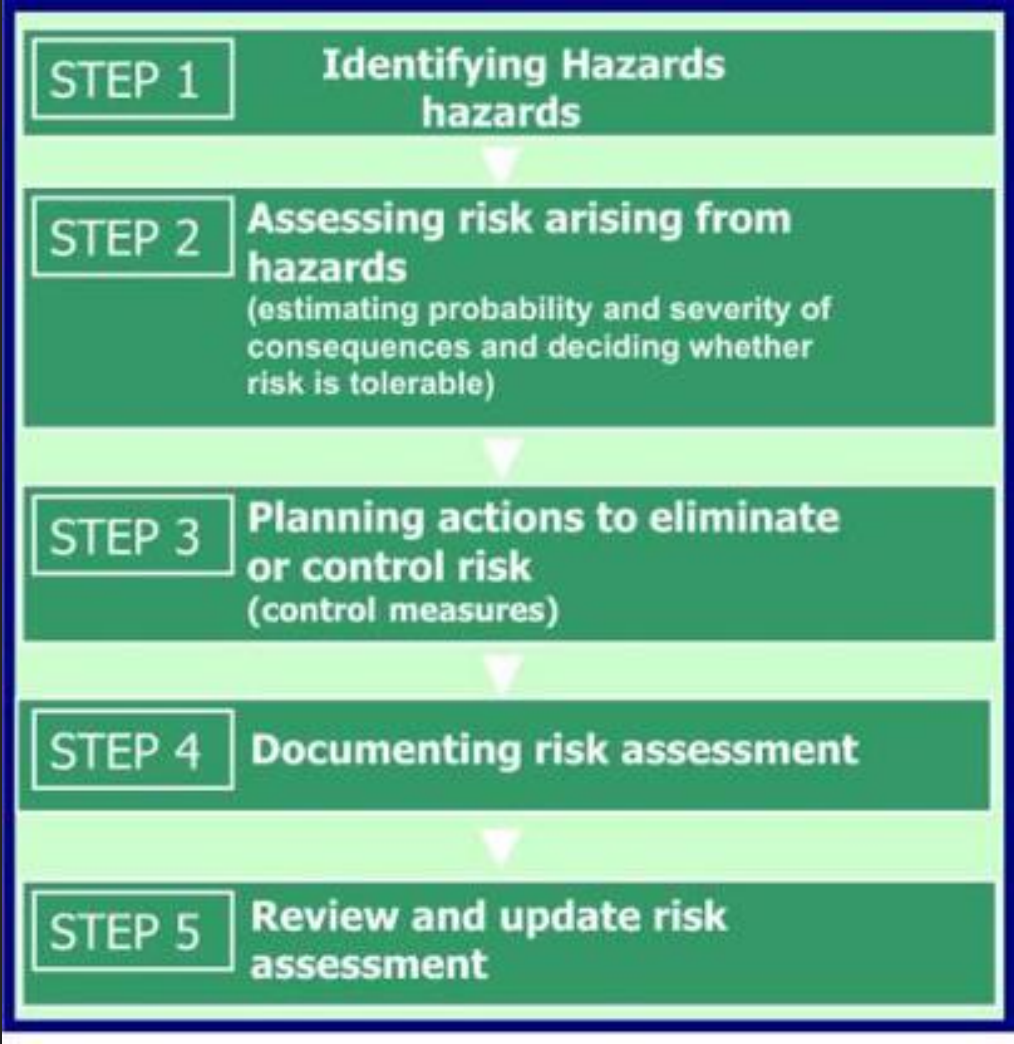 STEP 1
Identifying Hazards
hazards
STEP 2
Assessing risk arising from
hazards
(estimating probability and severity of
consequences and deciding whether
risk is tolerable)
STEP 3
Planning actions to eliminate
or control risk
(control measures)
STEP 4
Documenting risk assessment
STEP 5
Review and update risk
assessment